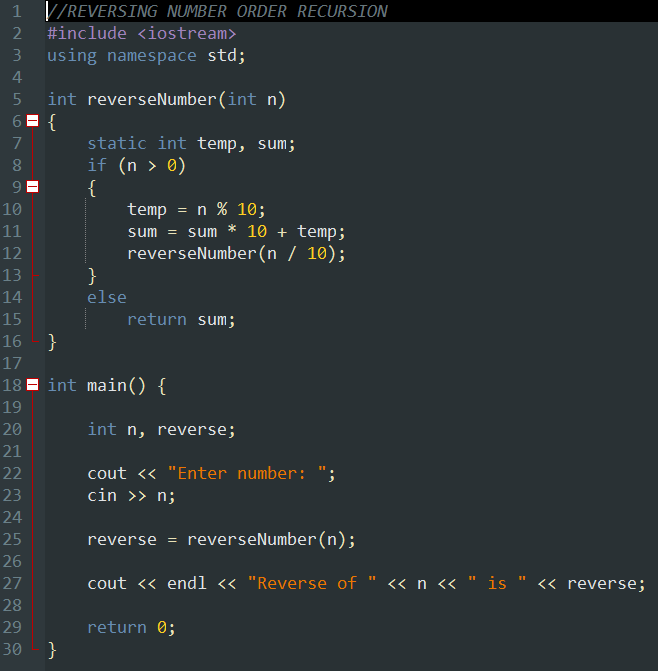 1 //REVERSING NUMBER ORDER RECURSION
2 #include <iostream>
3 using namespace std;
4
5 int reverseNumber(int n)
6 {
7     static int temp, sum;
8     if (n > 0)
9     {
10         temp = n % 10;
11         sum = sum * 10 + temp;
12         reverseNumber(n / 10);
13     }
14     else
15         return sum;
16 }
17
18 int main() {
19
20     int n, reverse;
21
22     cout << "Enter number: ";
23     cin >> n;
24
25     reverse = reverseNumber(n);
26
27     cout << endl << "Reverse of " << n << " is " << reverse;
28
29     return 0;
30 }